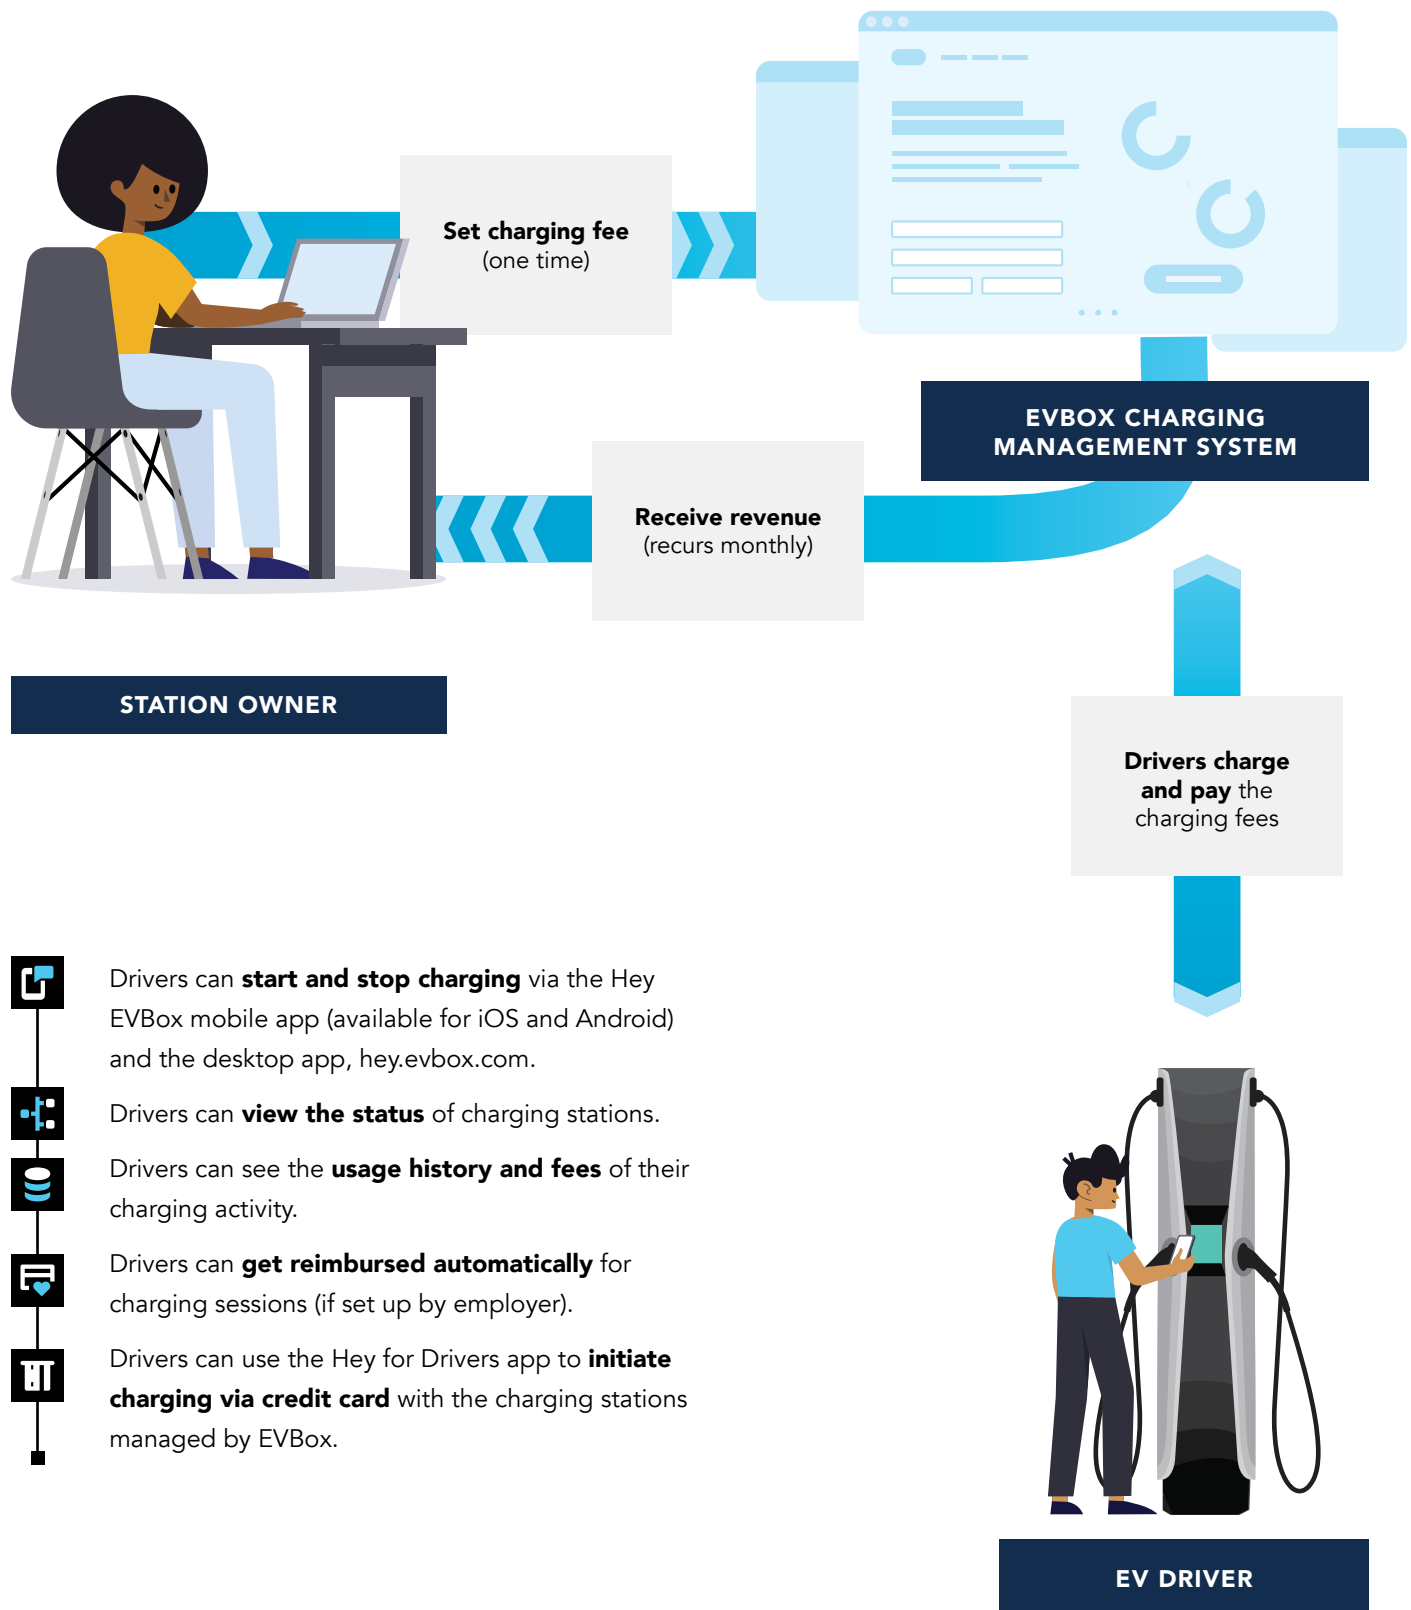 Set charging fee
(one time)
EVBOX CHARGING
MANAGEMENT SYSTEM
Receive revenue
(recurs monthly)
STATION OWNER
Drivers charge
and pay the
charging fees
Drivers can start and stop charging via the Hey
EVBox mobile app (available for iOS and Android)
and the desktop app, hey.evbox.com.
Drivers can view the status of charging stations.
Drivers can see the usage history and fees of their
charging activity.
Drivers can get reimbursed automatically for
charging sessions (if set up by employer).
Drivers can use the Hey for Drivers app to initiate
charging via credit card with the charging stations
managed by EVBox.
EV DRIVER